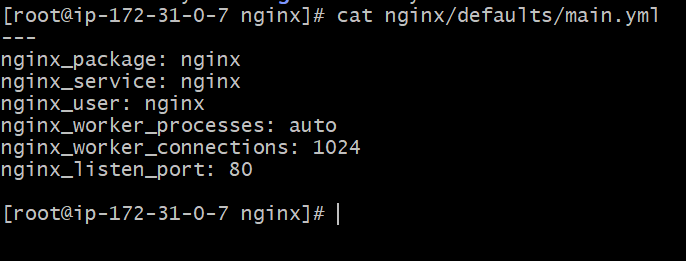 [root@ip-172-31-0-7 nginx]# cat nginx/defaults/main.yml
---
nginx_package: nginx
nginx_service: nginx
nginx_user: nginx
nginx_worker_processes: auto
nginx_worker_connections: 1024
nginx_listen_port: 80
[root@ip-172-31-0-7 nginx]#